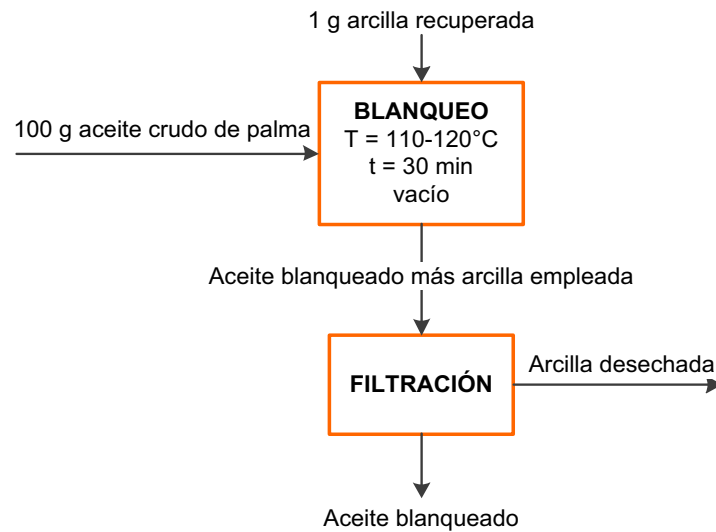 1 g arcilla recuperada
100 g aceite crudo de palma
BLANQUEO
T = 110-120°C
t = 30 min
vacío
Aceite blanqueado más arcilla empleada
FILTRACIÓN
Arcilla desechada
Aceite blanqueado